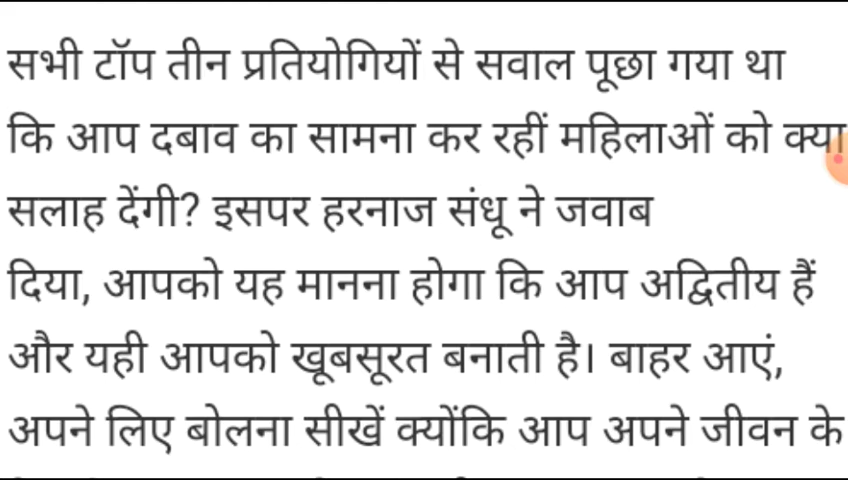 सभी टॉप तीन प्रतियोगियों से सवाल पूछा गया था
कि आप दबाव का सामना कर रहीं महिलाओं को क्या
सलाह देंगी? इसपर हरनाज संधू ने जवाब
दिया, आपको यह मानना होगा कि आप अद्वितीय हैं
और यही आपको खूबसूरत बनाती है। बाहर आएं,
अपने लिए बोलना सीखें क्योंकि आप अपने जीवन के